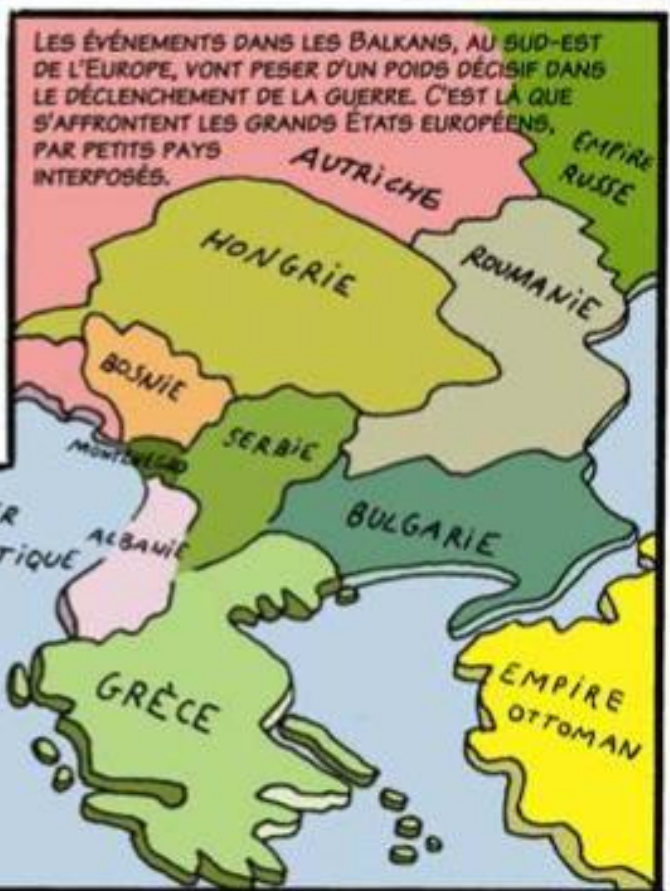 LES ÉVÉNEMENTS DANS LES BALKANS, AU SUD-EST
DE L'EUROPE, VONT PESER D'UN POIDS DÉCISIF DANS
LE DÉCLENCHEMENT DE LA GUERRE. C'EST LÀ QUE
S'AFFRONTENT LES GRANDS ÉTATS EUROPÉENS,
PAR PETITS PAYS
INTERPOSÉS.
EMPIRE
RUSSE
AUTRICHE
HONGRIE
ROUMANIE
BOSNIE
SERBIE
MONTENEGRO
BULGARIE
ALBANIE
R
TIQUE
GRÈCE
EMPIRE
OTTOMAN